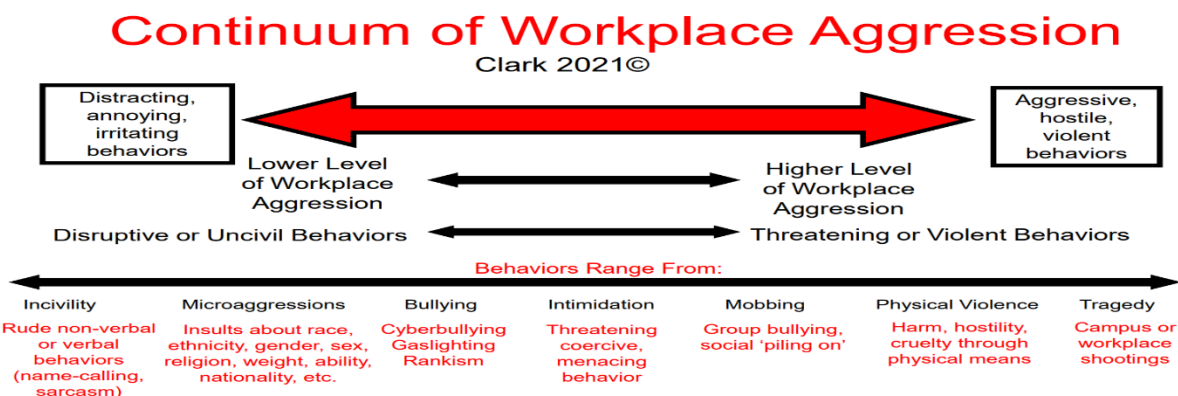 Continuum of Workplace Aggression
Clark 2021©
Distracting,
annoying,
irritating
behaviors
Aggressive,
hostile,
violent
behaviors
Lower Level
of Workplace
Aggression
Higher Level
of Workplace
Aggression
Disruptive or Uncivil Behaviors
Threatening or Violent Behaviors
Behaviors Range From:
Incivility
Rude non-verbal
or verbal
behaviors
(name-calling,
sarcasm)
Microaggressions
Insults about race,
ethnicity, gender, sex,
religion, weight, ability,
nationality, etc.
Bullying
Cyberbullying
Gaslighting
Rankism
Intimidation
Threatening
coercive,
menacing
behavior
Mobbing
Group bullying,
social ‘piling on’
Physical Violence
Harm, hostility,
cruelty through
physical means
Tragedy
Campus or
workplace
shootings